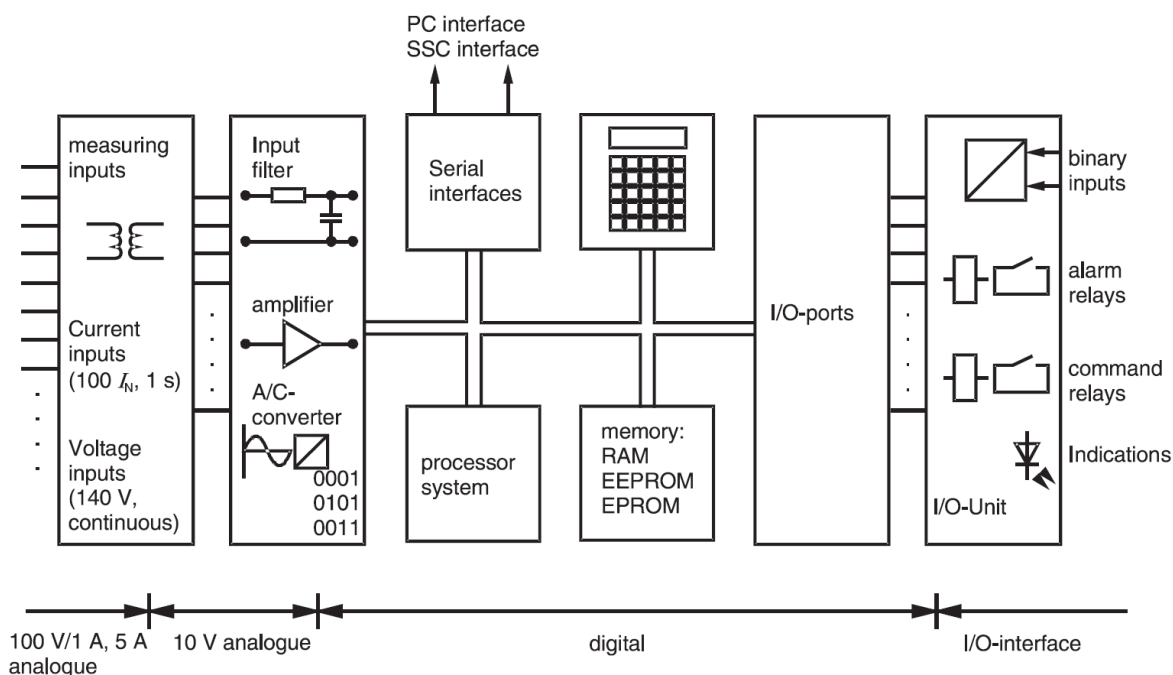 PC interface
SSC interface
measuring
inputs
Current
inputs
(100 IN, 1 s)
Voltage
inputs
(140 V,
continuous)
Input
filter
amplifier
A/C-
converter
0001
0101
0011
Serial
interfaces
processor
system
memory:
RAM
EEPROM
EPROM
I/O-ports
I/O-Unit
binary
inputs
alarm
relays
command
relays
Indications
100 V/1 A, 5 A
analogue
10 V analogue
digital
I/O-interface